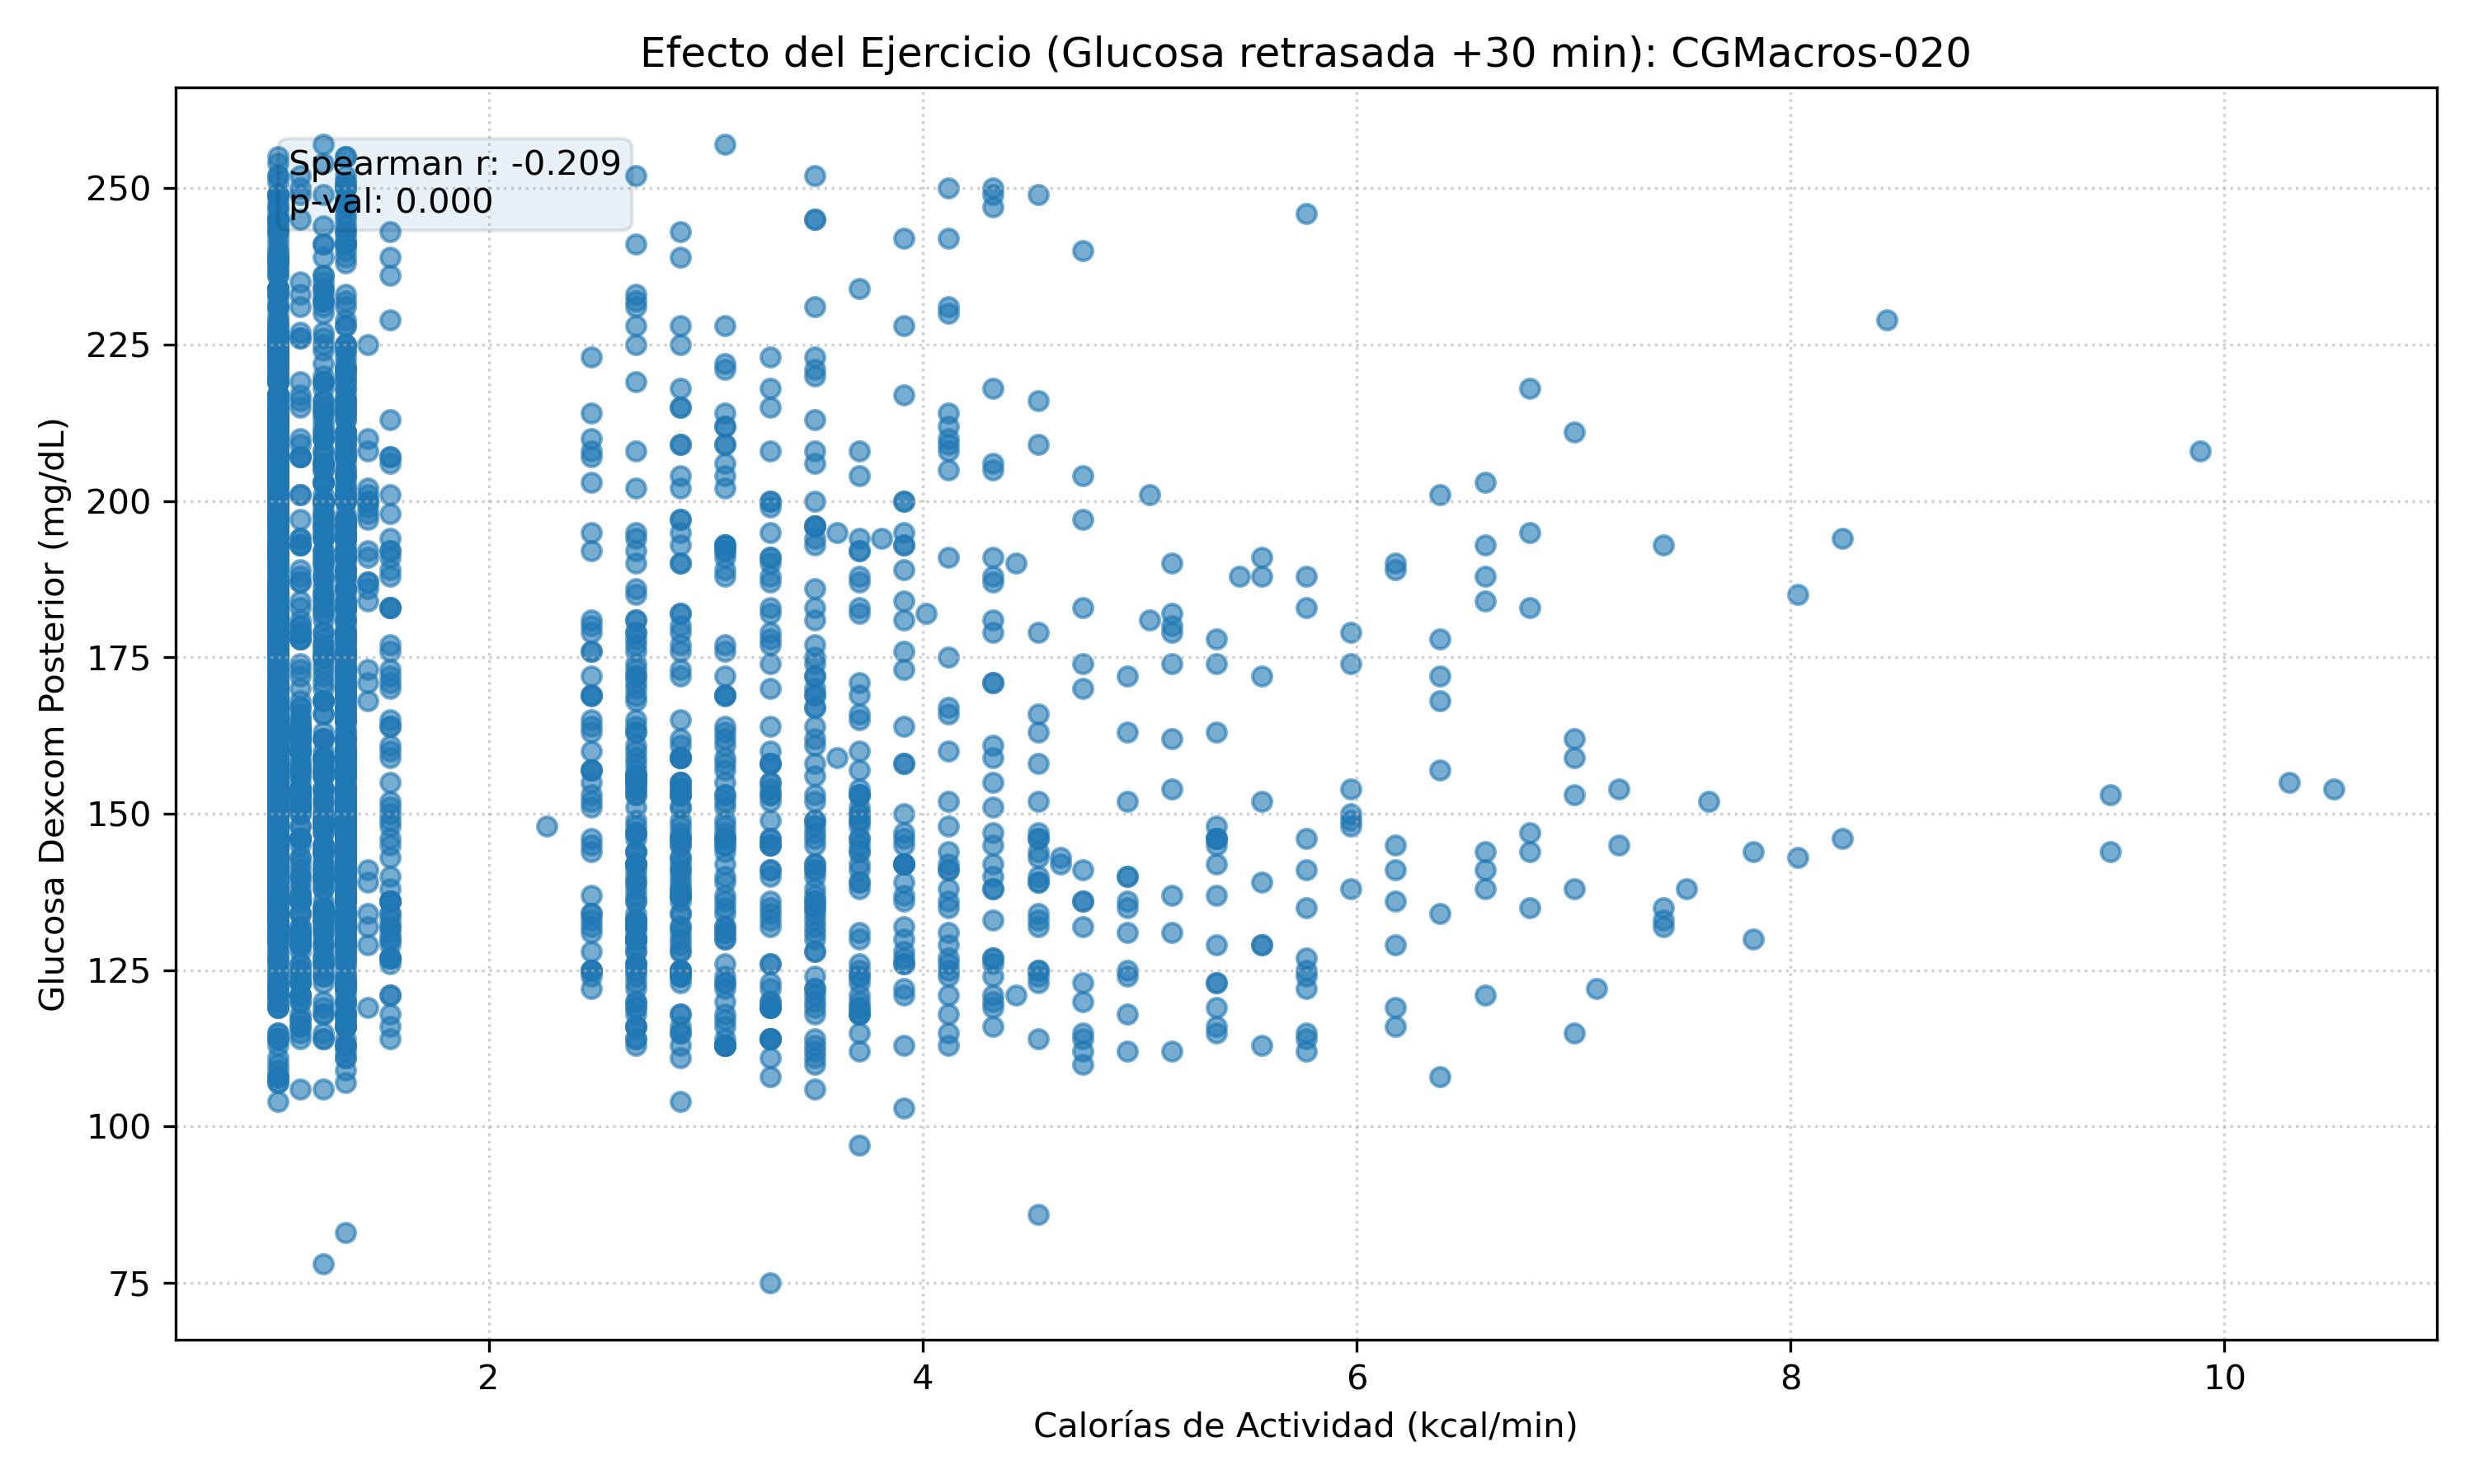 Efecto del Ejercicio (Glucosa retrasada +30 min): CGMacros-020
Spearman r: -0.209
p-val: 0.000
Glucosa Dexcom Posterior (mg/dL)
250
225
200
175
150
125
100
75
2
4
6
8
10
Calorías de Actividad (kcal/min)